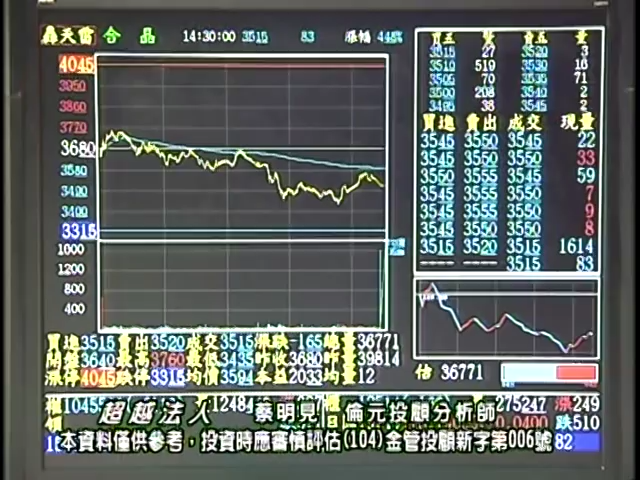 轟天雷 合晶 14:30:00 3515 83 漲幅 448%
4045
3950
3860
3770
3680
3580
3490
3400
3315
1600
1200
800
400
買五 量 賣五 量
3515 27 3520 3
3510 519 3530 16
3505 70 3535 71
3500 208 3540 2
3495 38 3545 2
買進 賣出 成交 現量
3545 3550 3545 22
3545 3550 3550 33
3550 3555 3550 59
3545 3555 3550 7
3545 3555 3550 9
3545 3550 3550 8
3515 3520 3515 1614
---- ---- 3515 83
買進3515 賣出3520 成交3515 漲跌-165 總量36771
開盤3640 最高3760 最低3435 昨收3680 昨量39814
漲停4045 跌停3315 均價3594 本益2033 均量12
估 36771
超越法人 蔡明見 倫元投顧分析師
275247 漲249
跌510
本資料僅供參考，投資時應審慎評估(104)金管投顧新字第006號 82